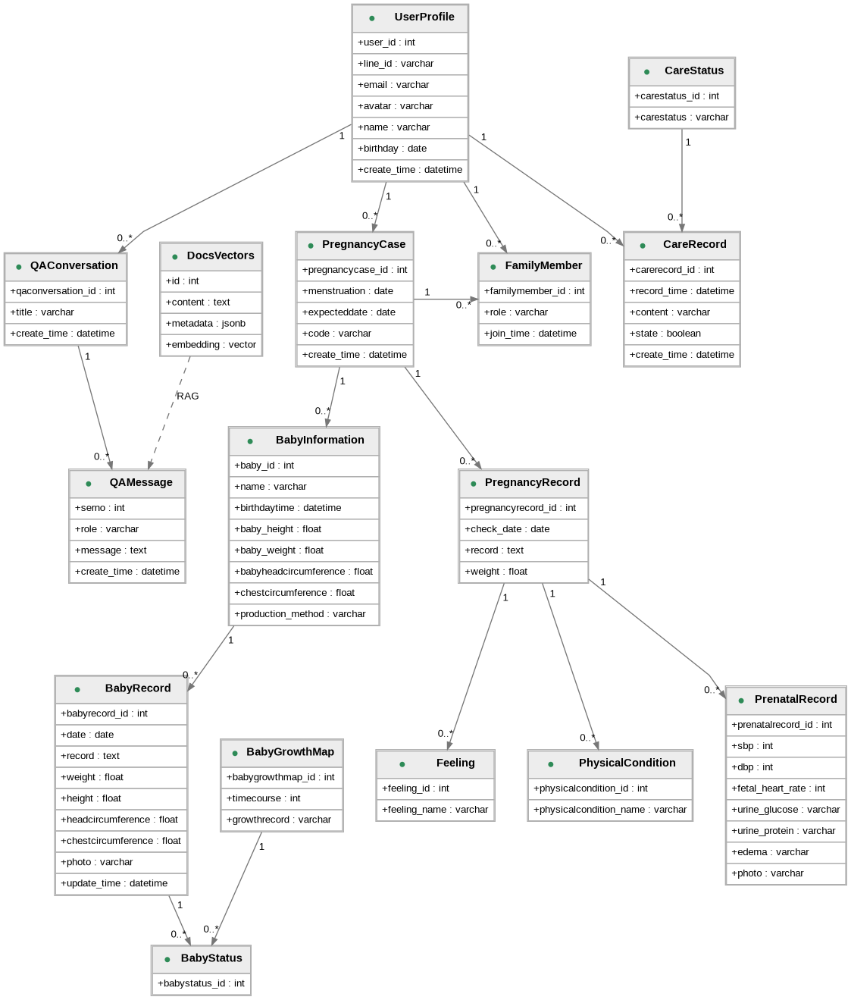 UserProfile
+user_id : int
+line_id : varchar
+email : varchar
+avatar : varchar
+name : varchar
+birthday : date
+create_time : datetime
CareStatus
+carestatus_id : int
+carestatus : varchar
1
1
1
1
1
0..*
0..*
0..*
0..*
0..*
QAConversation
+qaconversation_id : int
+title : varchar
+create_time : datetime
DocsVectors
+id : int
+content : text
+metadata : jsonb
+embedding : vector
PregnancyCase
+pregnancycase_id : int
+menstruation : date
+expecteddate : date
+code : varchar
+create_time : datetime
1
0..*
FamilyMember
+familymember_id : int
+role : varchar
+join_time : datetime
CareRecord
+carerecord_id : int
+record_time : datetime
+content : varchar
+state : boolean
+create_time : datetime
1
RAG
1
1
0..*
0..*
0..*
QAMessage
+serno : int
+role : varchar
+message : text
+create_time : datetime
BabyInformation
+baby_id : int
+name : varchar
+birthdaytime : datetime
+baby_height : float
+baby_weight : float
+babyheadcircumference : float
+chestcircumference : float
+production_method : varchar
PregnancyRecord
+pregnancyrecord_id : int
+check_date : date
+record : text
+weight : float
1
1
1
1
0..*
0..*
0..*
0..*
BabyRecord
+babyrecord_id : int
+date : date
+record : text
+weight : float
+height : float
+headcircumference : float
+chestcircumference : float
+photo : varchar
+update_time : datetime
BabyGrowthMap
+babygrowthmap_id : int
+timecourse : int
+growthrecord : varchar
Feeling
+feeling_id : int
+feeling_name : varchar
PhysicalCondition
+physicalcondition_id : int
+physicalcondition_name : varchar
PrenatalRecord
+prenatalrecord_id : int
+sbp : int
+dbp : int
+fetal_heart_rate : int
+urine_glucose : varchar
+urine_protein : varchar
+edema : varchar
+photo : varchar
1
1
0..*
0..*
BabyStatus
+babystatus_id : int